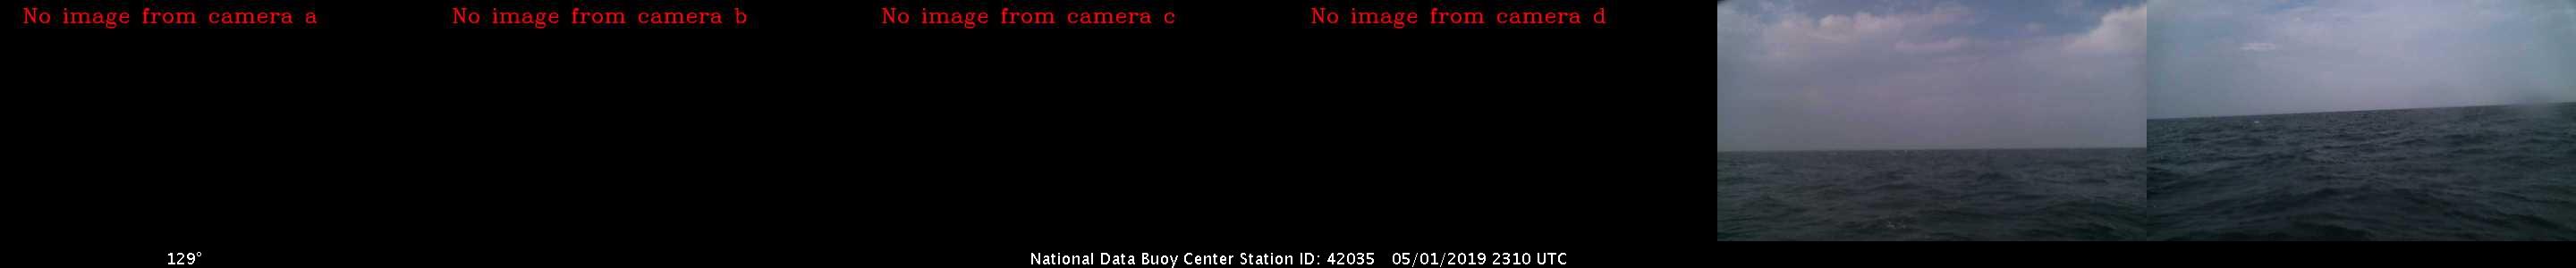 No image from camera a
No image from camera b
No image from camera c
No image from camera d
129°
National Data Buoy Center Station ID: 42035 05/01/2019 2310 UTC